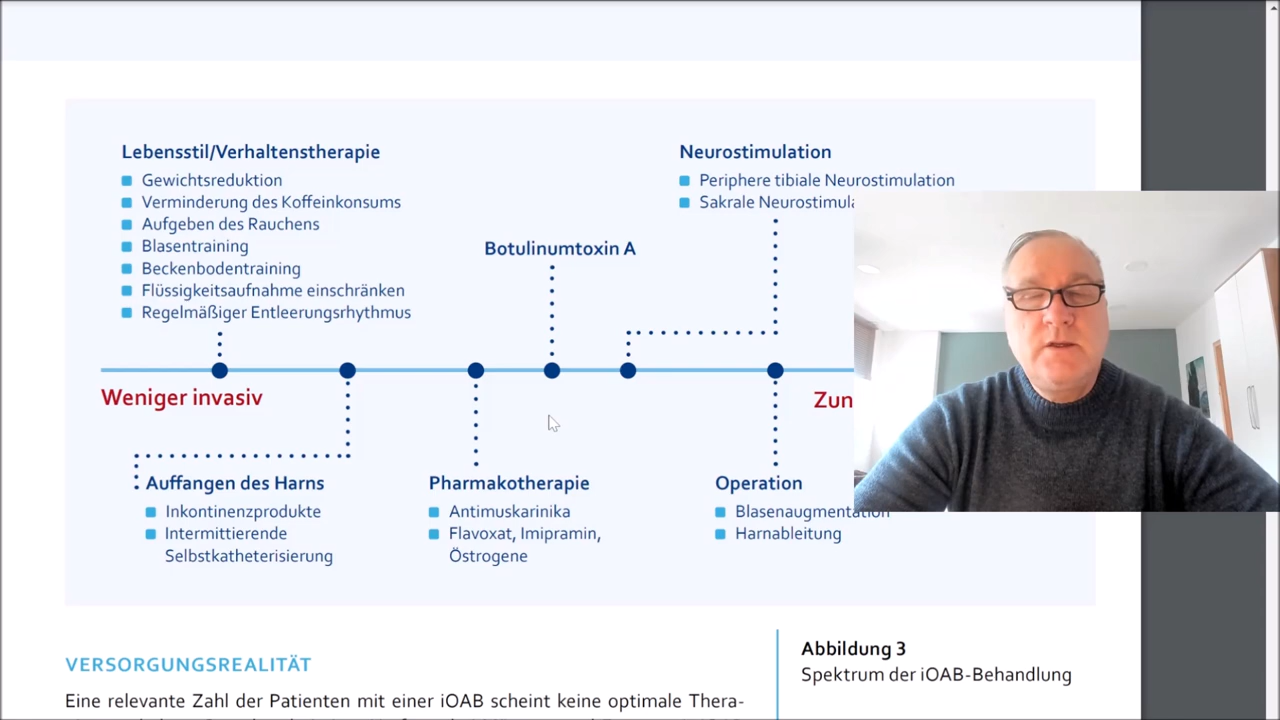 Lebensstil/Verhaltenstherapie
Gewichtsreduktion
Verminderung des Koffeinkonsums
Aufgeben des Rauchens
Blasentraining
Beckenbodentraining
Flüssigkeitsaufnahme einschränken
Regelmäßiger Entleerungsrhythmus
Neurostimulation
Periphere tibiale Neurostimulation
Sakrale
Botulinumtoxin A
Weniger invasiv
Auffangen des Harns
Inkontinenzprodukte
Intermittierende
Selbstkatheterisierung
Pharmakotherapie
Antimuskarinika
Flavoxat, Imipramin,
Östrogene
Operation
Blasenaugmentation
Harnableitung
VERSORGUNGSREALITÄT
Eine relevante Zahl der Patienten mit einer iOAB scheint keine optimale Thera-
Abbildung 3
Spektrum der iOAB-Behandlung